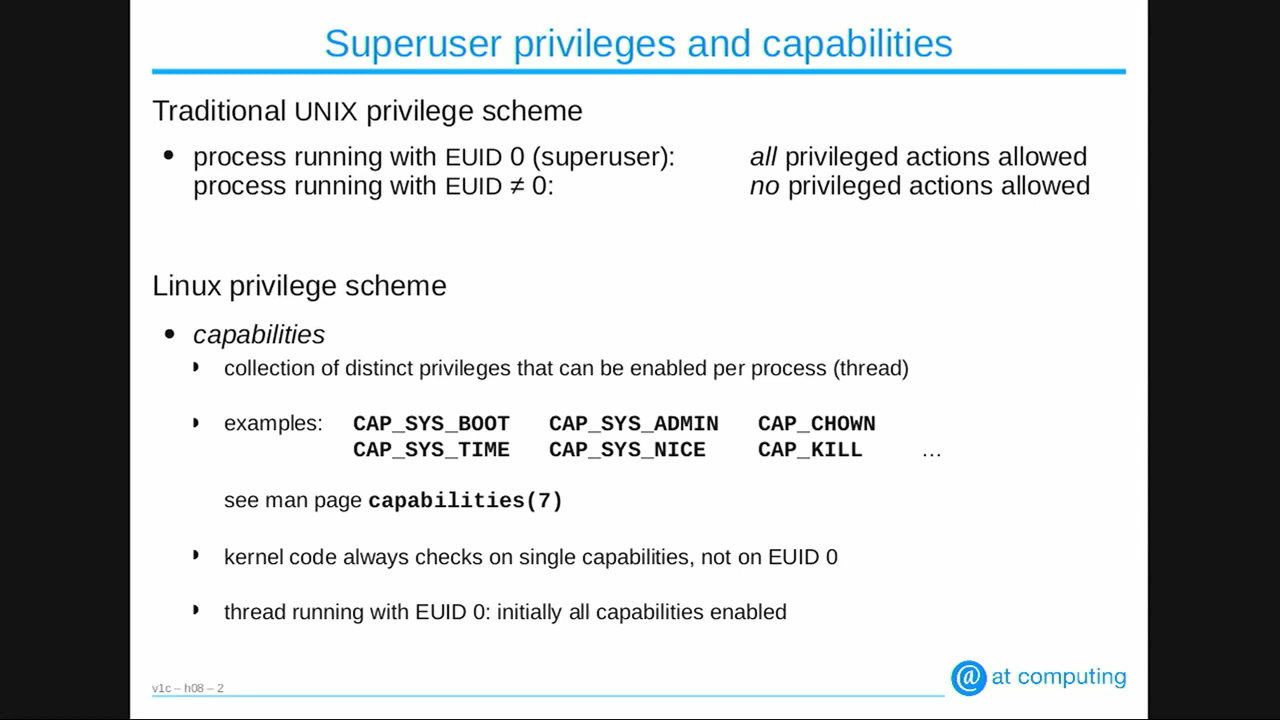 Superuser privileges and capabilities
Traditional UNIX privilege scheme
• process running with EUID 0 (superuser): all privileged actions allowed
process running with EUID ≠ 0: no privileged actions allowed
Linux privilege scheme
• capabilities
collection of distinct privileges that can be enabled per process (thread)
examples: CAP_SYS_BOOT CAP_SYS_ADMIN CAP_CHOWN
CAP_SYS_TIME CAP_SYS_NICE CAP_KILL …
see man page capabilities(7)
kernel code always checks on single capabilities, not on EUID 0
thread running with EUID 0: initially all capabilities enabled
v1c – h08 – 2
@ at computing